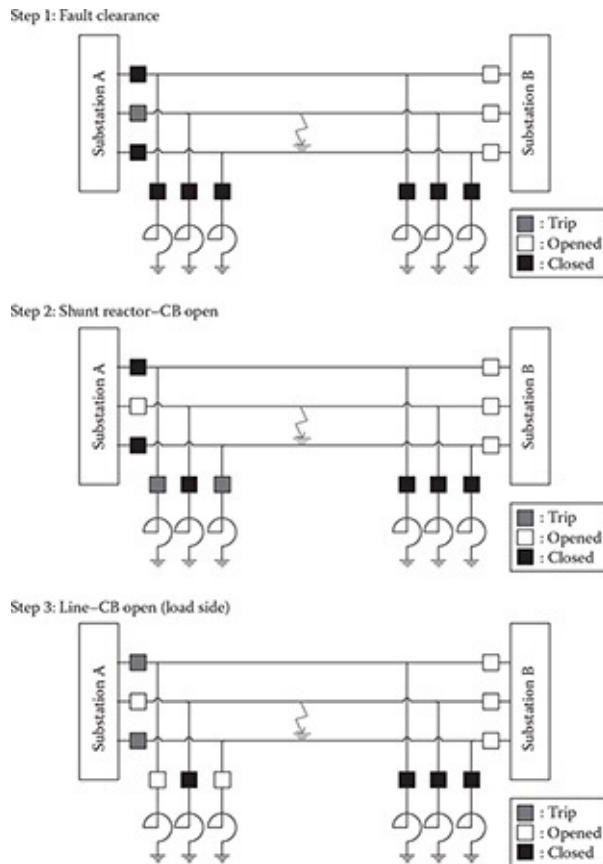 Step 1: Fault clearance
Substation A
Substation B
: Trip
: Opened
: Closed
Step 2: Shunt reactor–CB open
Substation A
Substation B
: Trip
: Opened
: Closed
Step 3: Line–CB open (load side)
Substation A
Substation B
: Trip
: Opened
: Closed